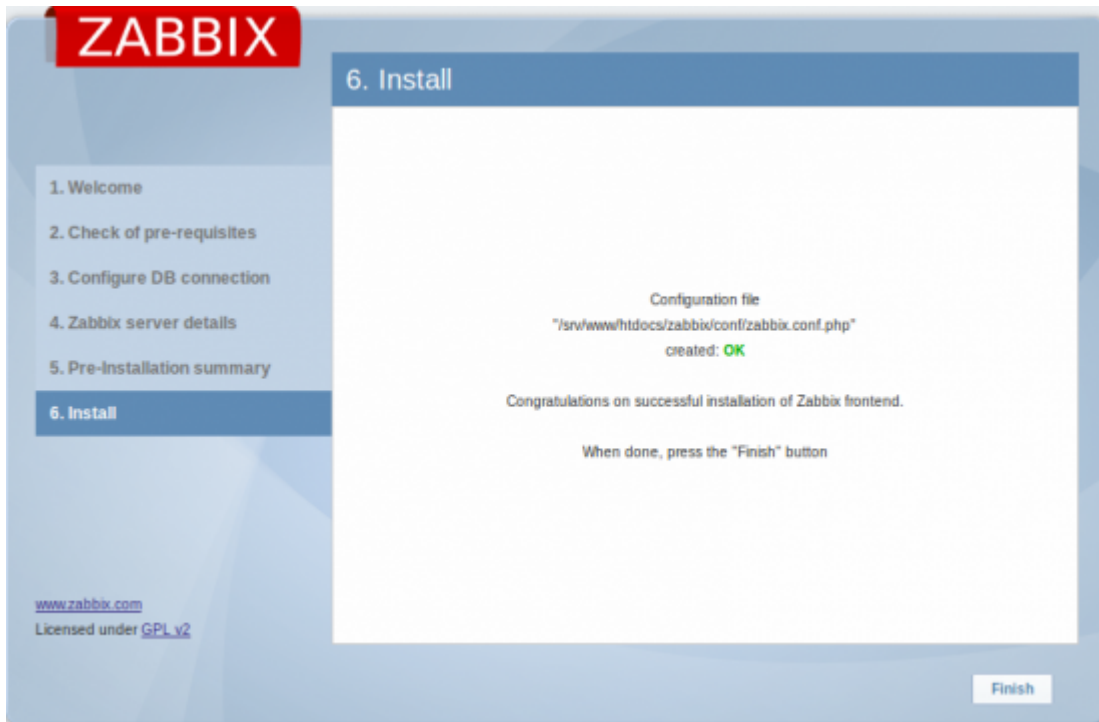 ZABBIX
6. Install
1. Welcome
2. Check of pre-requisites
3. Configure DB connection
4. Zabbix server details
5. Pre-Installation summary
6. Install
Configuration file
"/srv/www/htdocs/zabbix/conf/zabbix.conf.php"
created: OK
Congratulations on successful installation of Zabbix frontend.
When done, press the "Finish" button
www.zabbix.com
Licensed under GPL v2
Finish